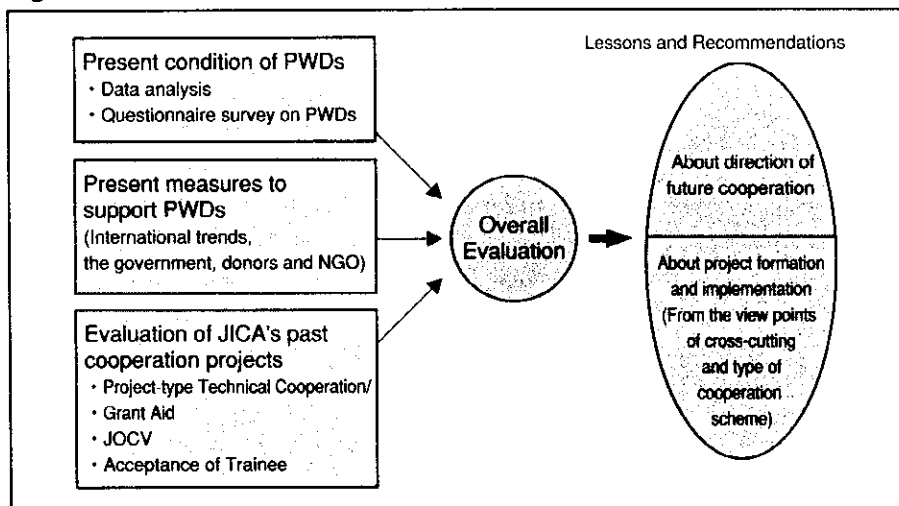 Present condition of PWDs
・Data analysis
・Questionnaire survey on PWDs
Present measures to
support PWDs
(International trends,
the government, donors and NGO)
Evaluation of JICA's past
cooperation projects
・Project-type Technical Cooperation/
・Grant Aid
・JOCV
・Acceptance of Trainee
Overall
Evaluation
Lessons and Recommendations
About direction of
future cooperation
About project formation
and implementation
(From the view points
of cross-cutting
and type of
cooperation
scheme)